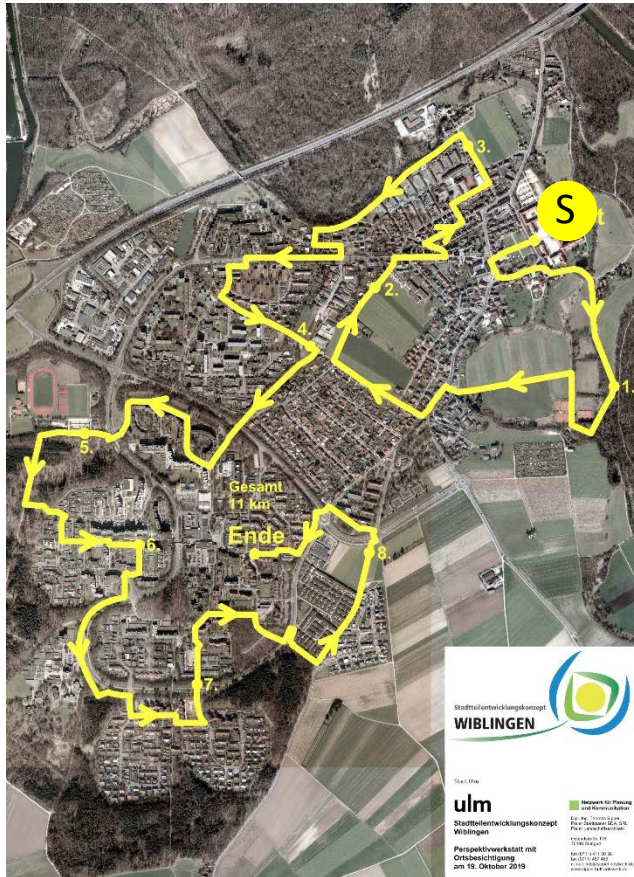 S
t
3.
2.
4.
1.
5.
Gesamt
11 km
Ende
6.
8.
7.
Stadtteilentwicklungskonzept
WIBLINGEN
Stadt Ulm
ulm
Stadtteilentwicklungskonzept
Wiblingen
Perspektivwerkstatt mit
Ortsbesichtigung
am 19. Oktober 2019
Netzwerk für Planung
und Kommunikation